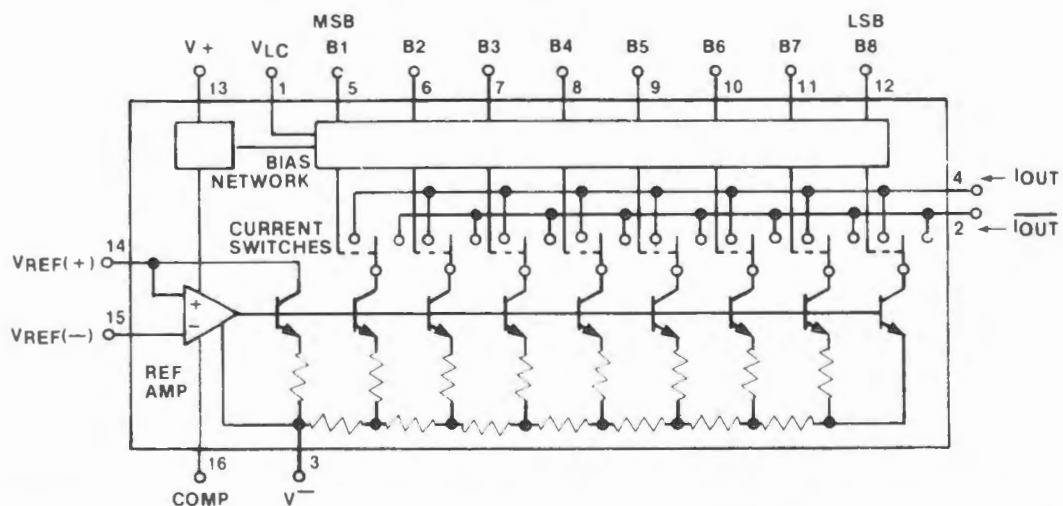 MSB LSB
V+ VLC B1 B2 B3 B4 B5 B6 B7 B8
13 1 5 6 7 8 9 10 11 12
BIAS
NETWORK
4 ← IOUT
CURRENT
SWITCHES
2 ← I̅O̅U̅T̅
14
VREF(+)
+
15
VREF(—)
−
REF
AMP
16 3
COMP V−